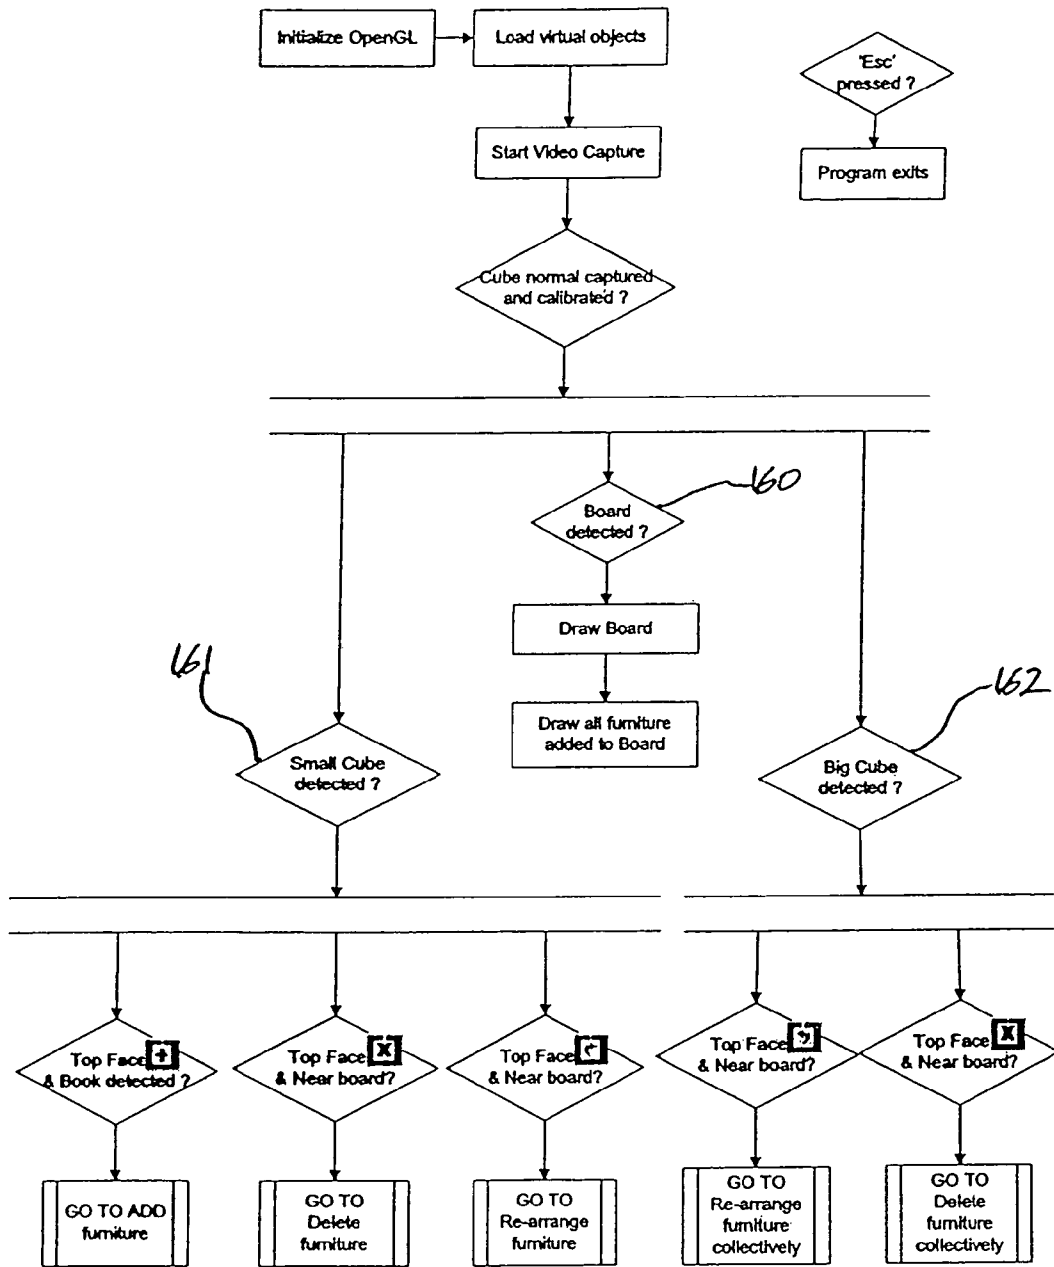 Initialize OpenGL
Load virtual objects
'Esc'
pressed ?
Start Video Capture
Program exits
Cube normal captured
and calibrated ?
160
Board
detected ?
Draw Board
161
162
Draw all furniture
added to Board
Small Cube
detected ?
Big Cube
detected ?
Top Face +
& Book detected ?
Top Face X
& Near board?
Top Face
& Near board?
Top Face
& Near board?
Top Face X
& Near board?
GO TO ADD
furniture
GO TO
Delete
furniture
GO TO
Re-arrange
furniture
GO TO
Re-arrange
furniture
collectively
GO TO
Delete
furniture
collectively